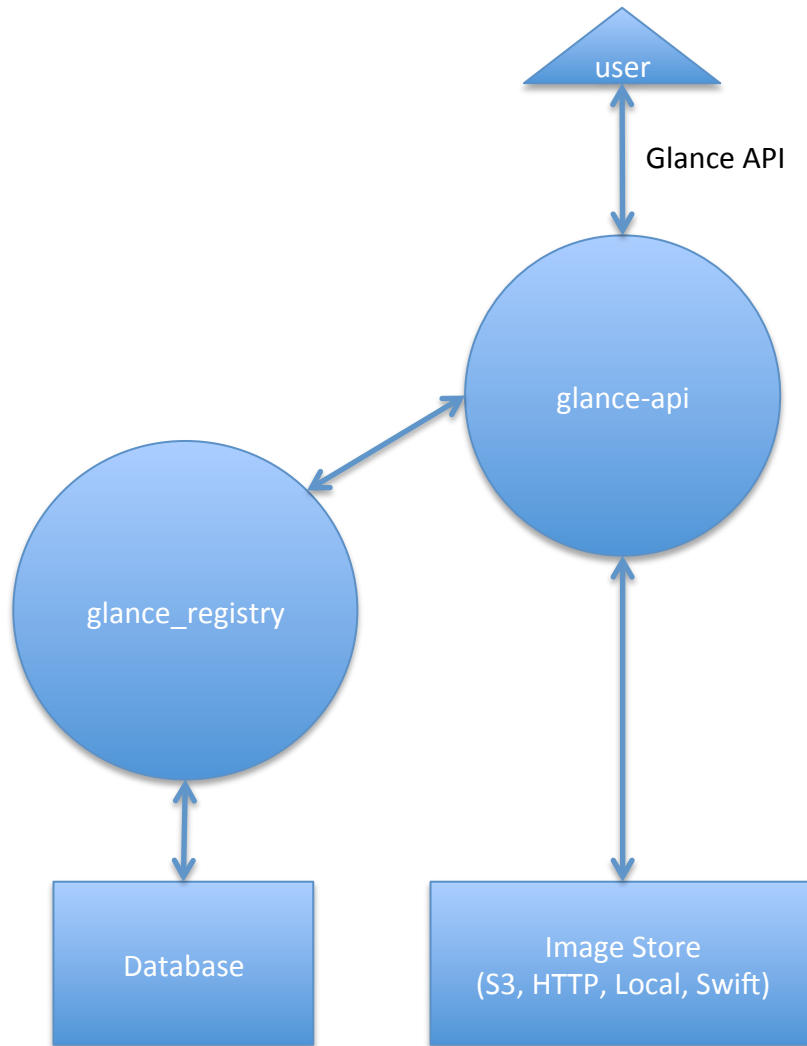 user
Glance API
glance-api
glance_registry
Database
Image Store
(S3, HTTP, Local, Swift)